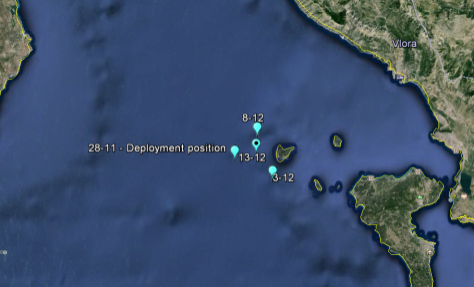 Vlora
8-12
28-11 - Deployment position
13-12
3-12